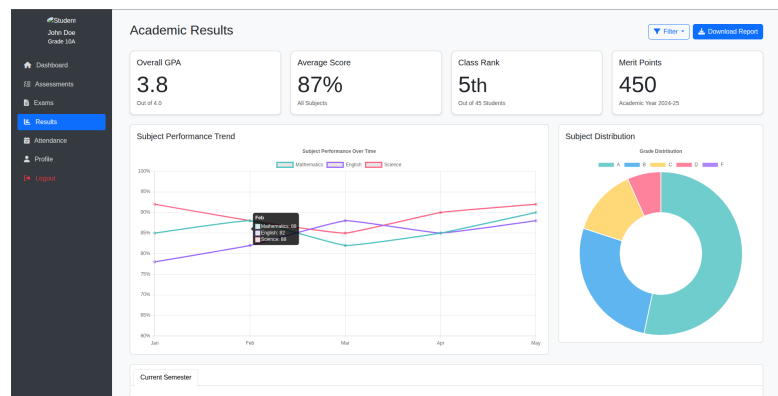 Studem
John Doe
Grade 10A
Dashboard
Assessments
Exams
Results
Attendance
Profile
Logout
Academic Results
Filter
Download Report
Overall GPA
3.8
Out of 4.0
Average Score
87%
All Subjects
Class Rank
5th
Out of 45 Students
Merit Points
450
Academic Year 2024-25
Subject Performance Trend
Subject Performance Over Time
Mathematics English Science
100%
95%
90%
85%
80%
75%
70%
65%
60%
Feb
Mathematics: 88
English: 82
Science: 88
Jan Feb Mar Apr May
Subject Distribution
Grade Distribution
A B C D F
Current Semester